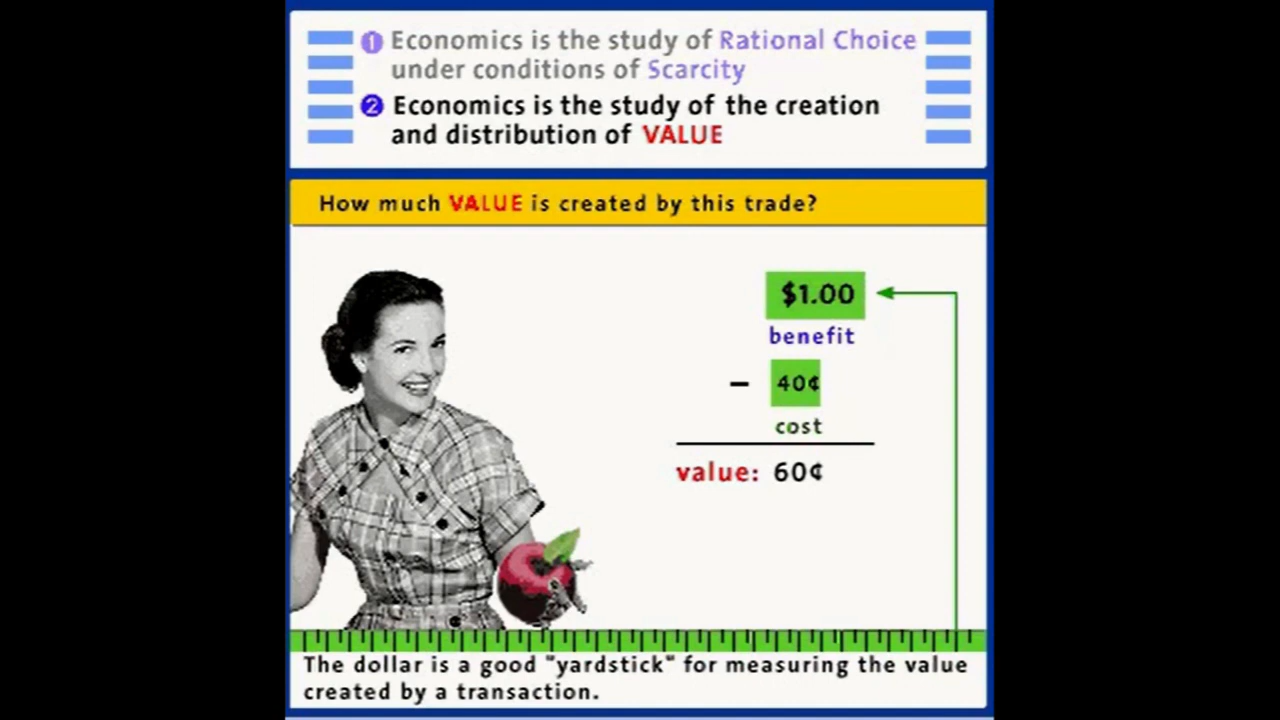 1 Economics is the study of Rational Choice
under conditions of Scarcity
2 Economics is the study of the creation
and distribution of VALUE
How much VALUE is created by this trade?
$1.00
benefit
– 40¢
cost
value: 60¢
The dollar is a good "yardstick" for measuring the value
created by a transaction.